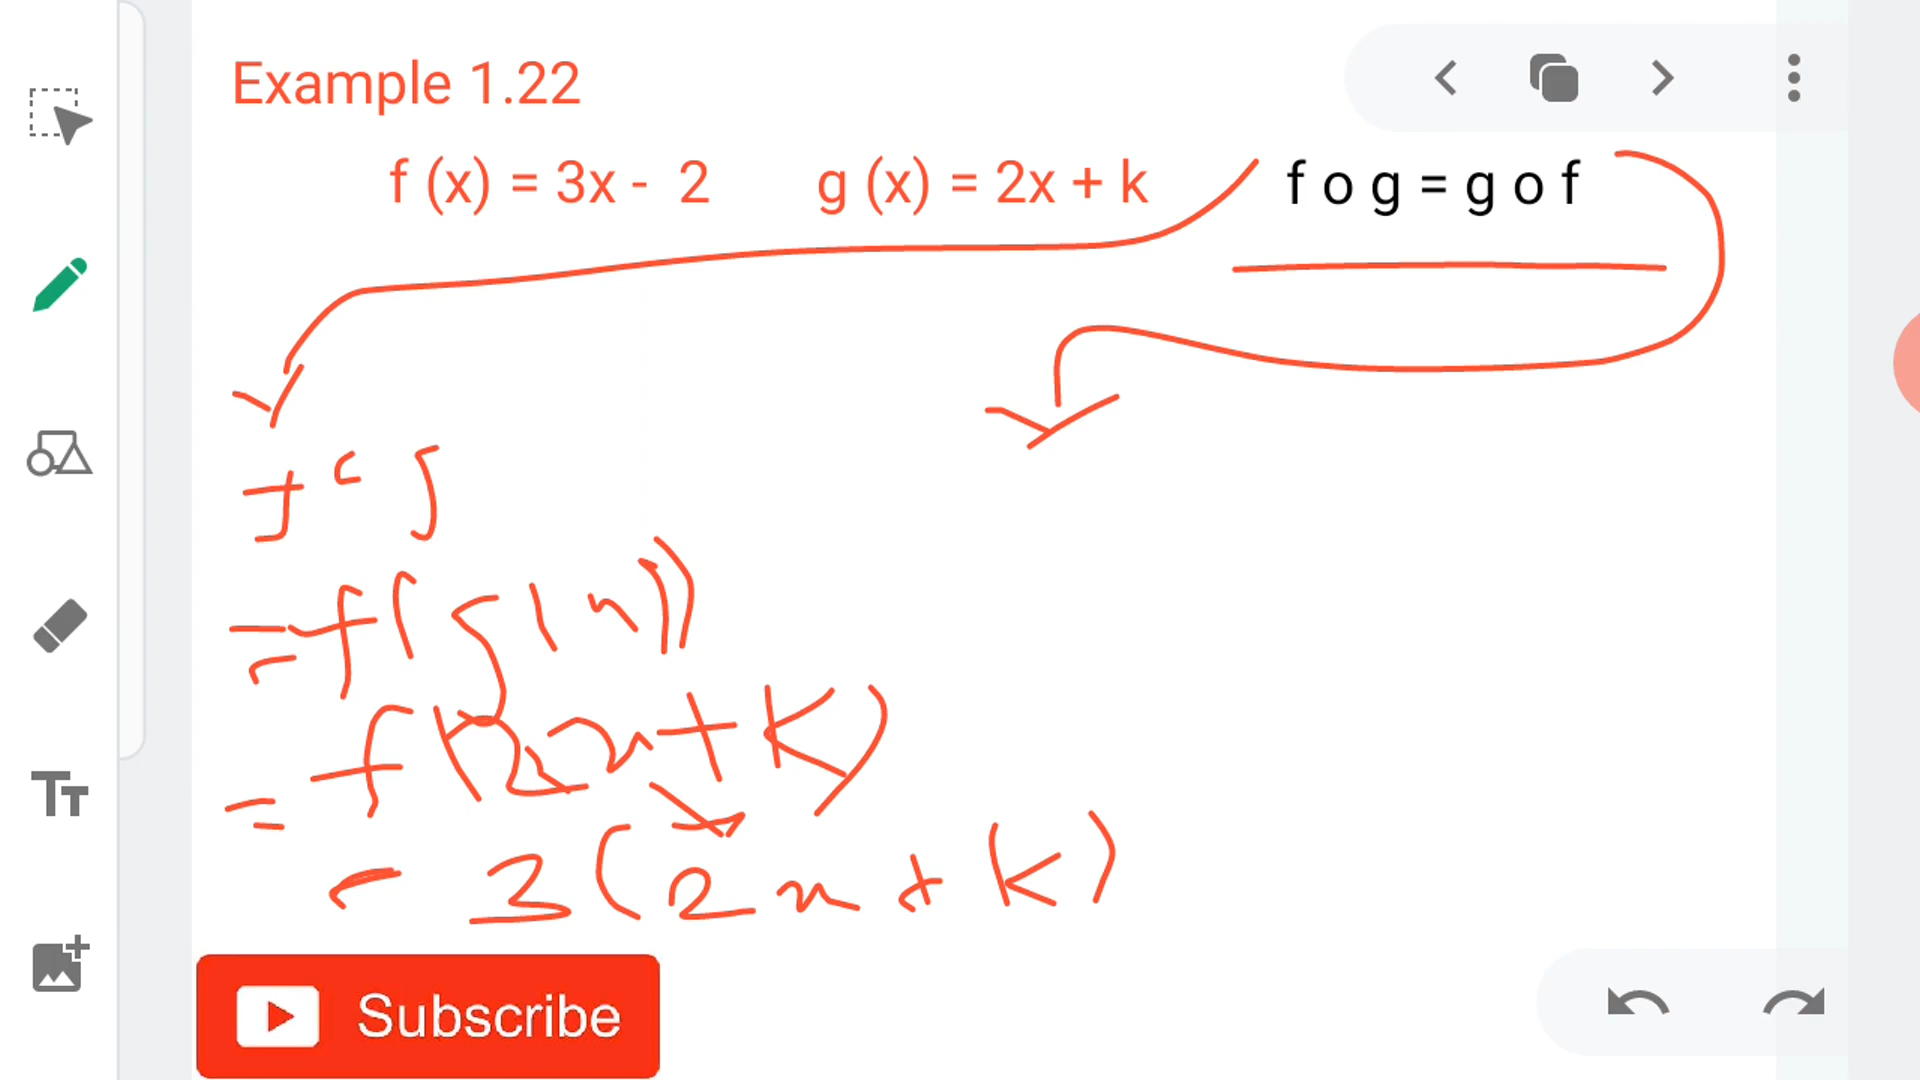 Example 1.22
f (x) = 3x - 2 g (x) = 2x + k f o g = g o f
f o g
= f(g(x))
= f(2x+k)
= 3(2x+k)
Subscribe